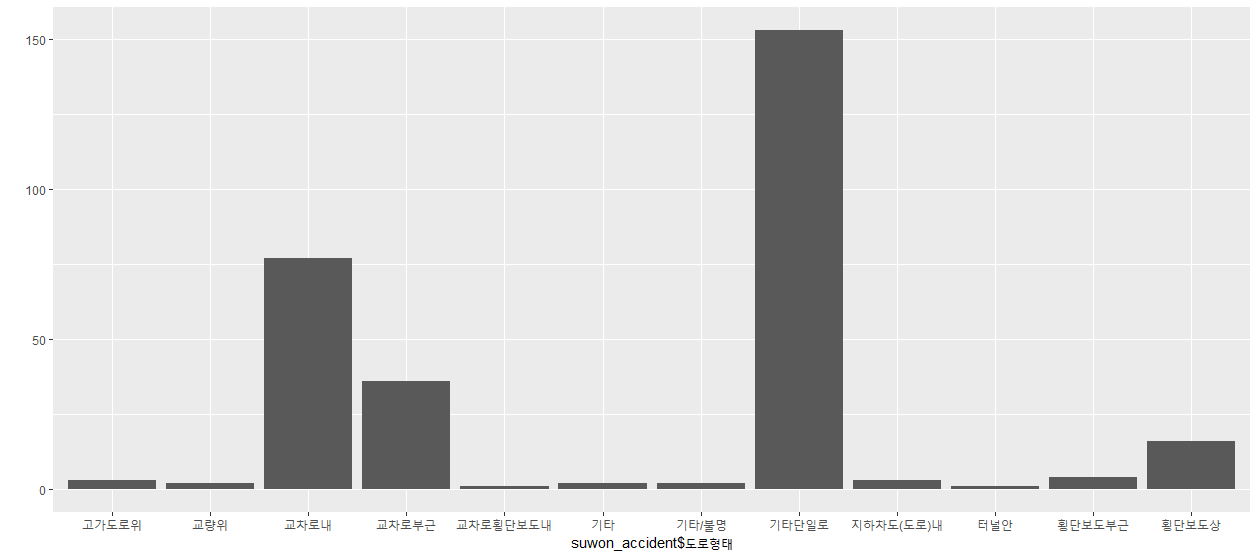 150
100
50
0
고가도로위 교량위 교차로내 교차로부근 교차로횡단보도내 기타 기타/불명 기타단일로 지하차도(도로)내 터널안 횡단보도부근 횡단보도상
suwon_accident$도로형태